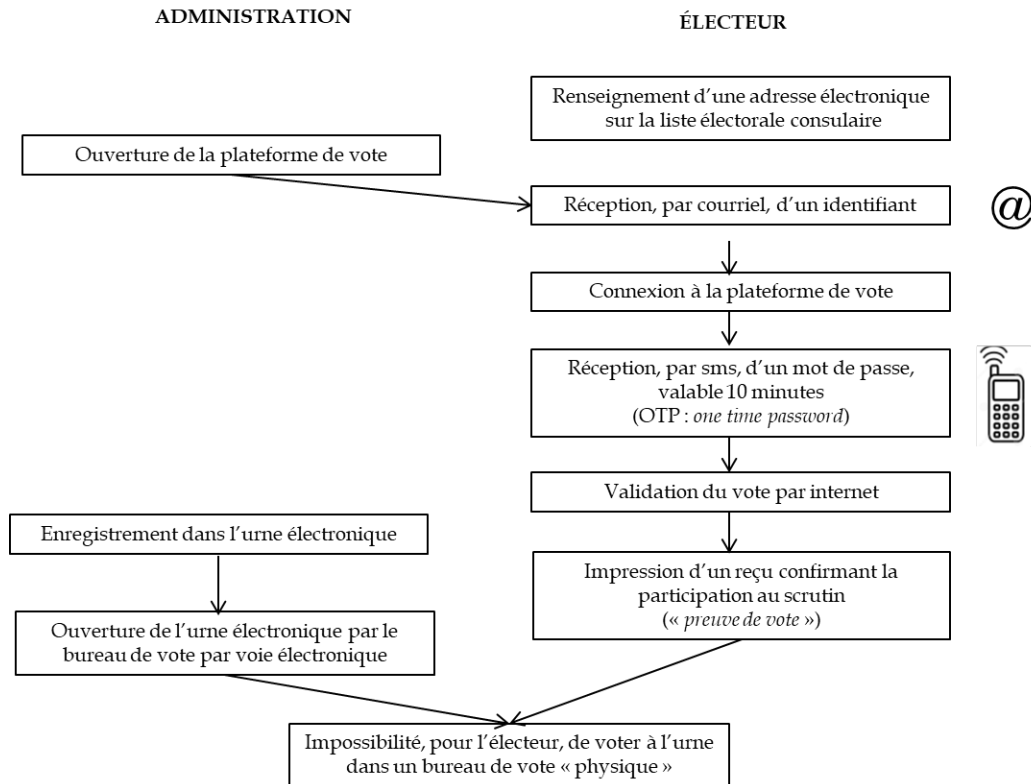 ADMINISTRATION
ÉLECTEUR
Renseignement d’une adresse électronique
sur la liste électorale consulaire
Ouverture de la plateforme de vote
Réception, par courriel, d’un identifiant
@
Connexion à la plateforme de vote
Réception, par sms, d’un mot de passe,
valable 10 minutes
(OTP : one time password)
Validation du vote par internet
Enregistrement dans l’urne électronique
Impression d’un reçu confirmant la
participation au scrutin
(« preuve de vote »)
Ouverture de l’urne électronique par le
bureau de vote par voie électronique
Impossibilité, pour l’électeur, de voter à l’urne
dans un bureau de vote « physique »